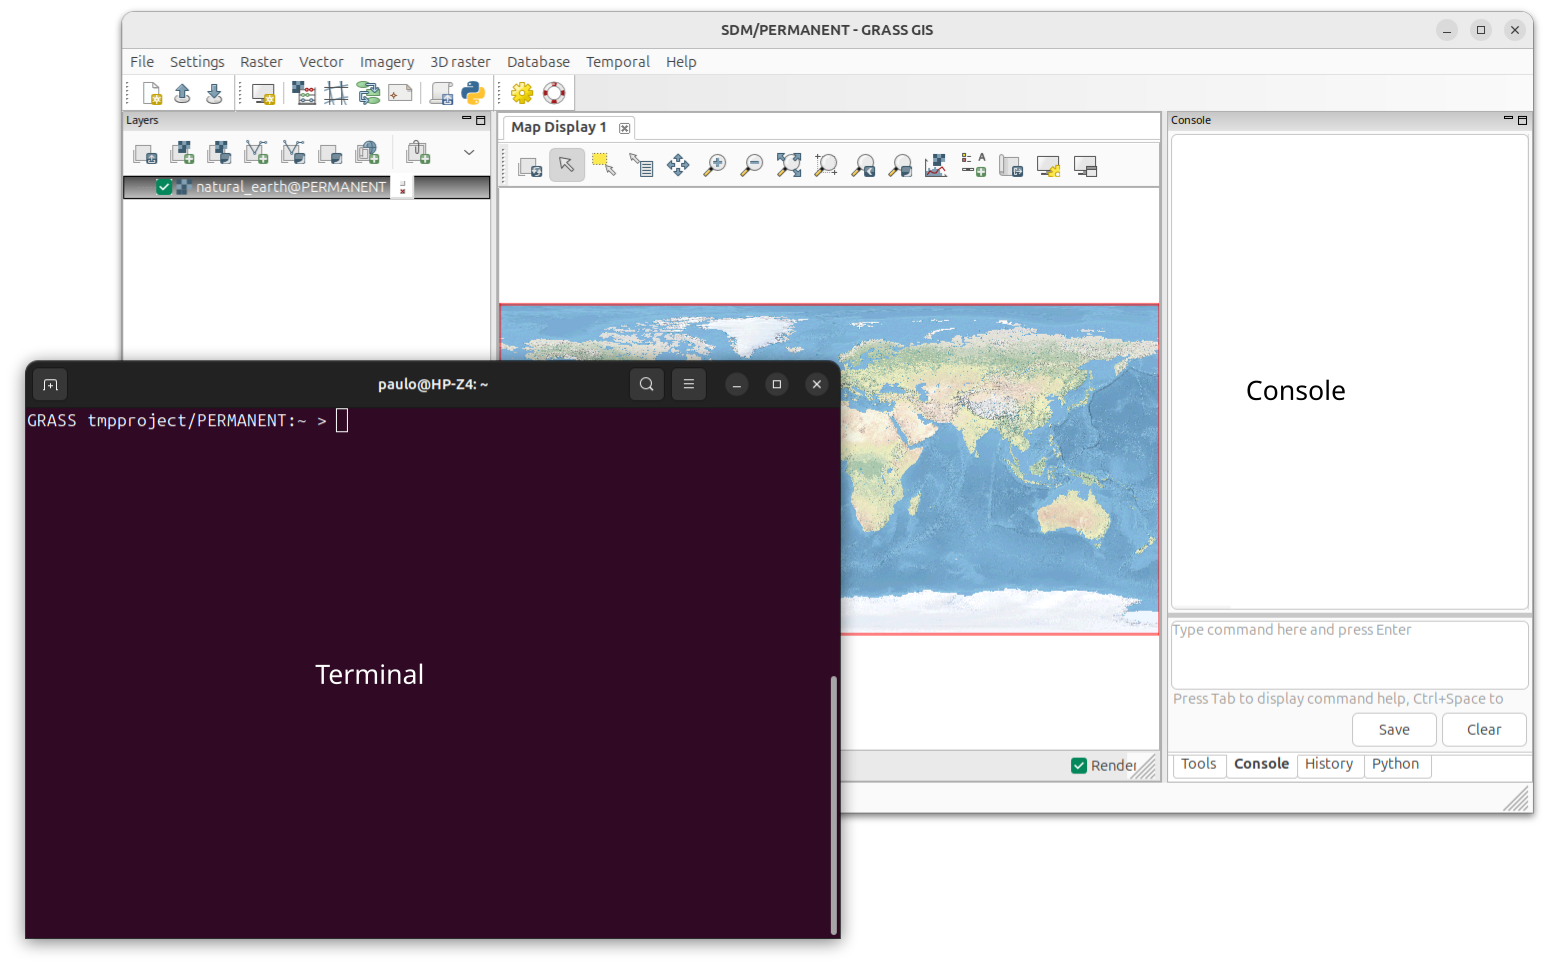 SDM/PERMANENT - GRASS GIS
File Settings Raster Vector Imagery 3D raster Database Temporal Help
Layers
Map Display 1
Console
natural_earth@PERMANENT
A
Console
paulo@HP-Z4: ~
GRASS tmpproject/PERMANENT:~ >
Terminal
Type command here and press Enter
Press Tab to display command help, Ctrl+Space to
Save Clear
Render
Tools Console History Python